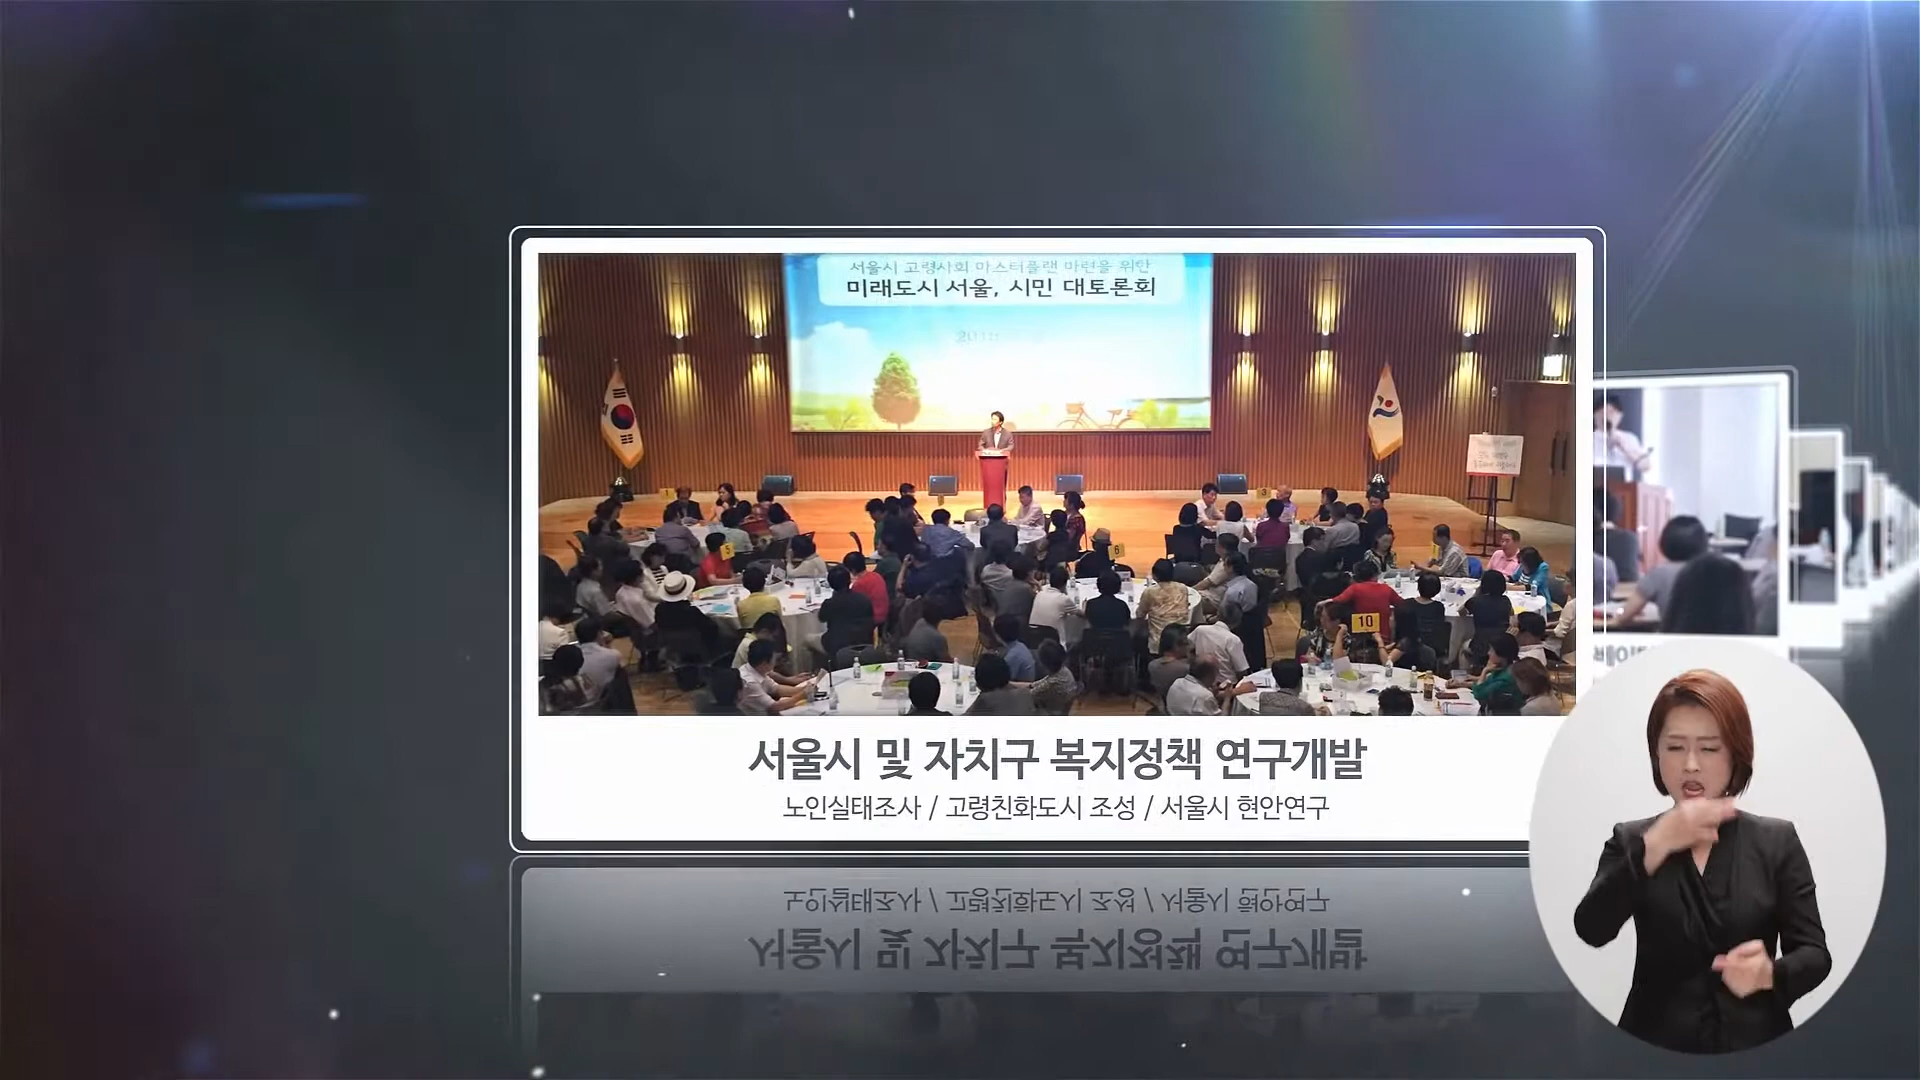 서울시 고령사회 마스터플랜 마련을 위한
미래도시 서울, 시민 대토론회
5
6
10
서울시 및 자치구 복지정책 연구개발
노인실태조사 / 고령친화도시 조성 / 서울시 현안연구